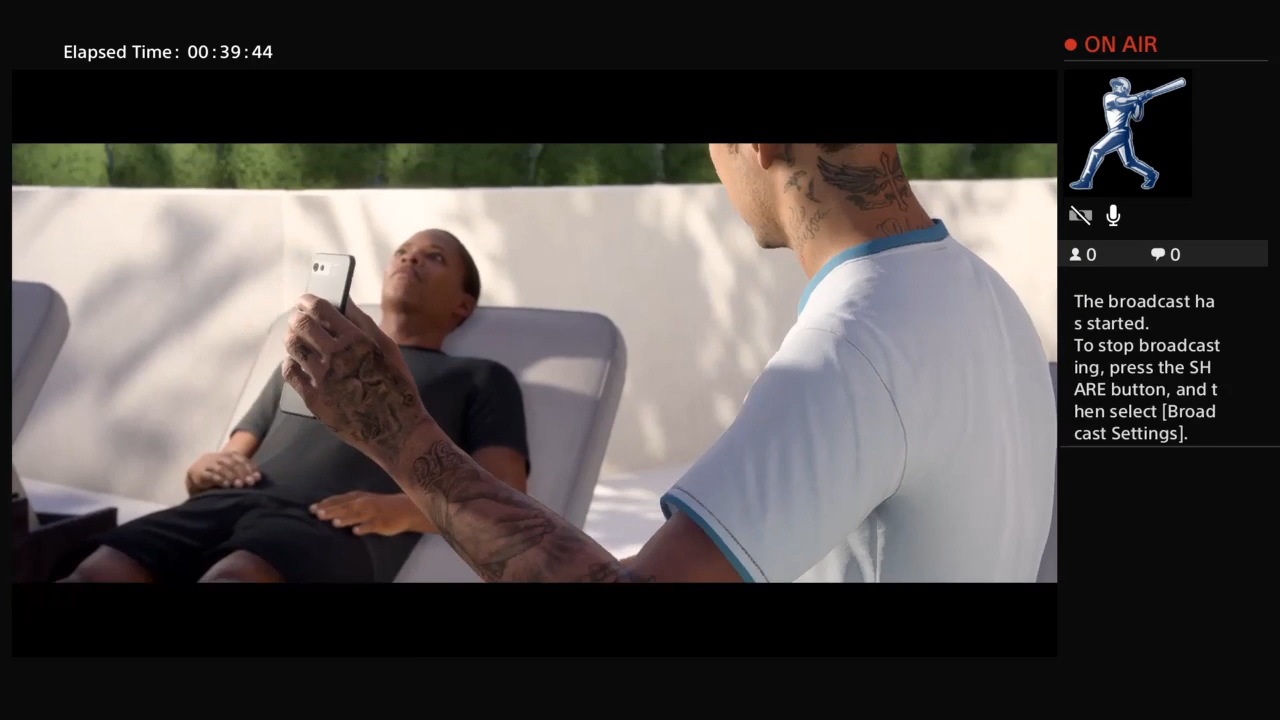 Elapsed Time: 00:39:44
ON AIR
0
0
The broadcast ha
s started.
To stop broadcast
ing, press the SH
ARE button, and t
hen select [Broad
cast Settings].